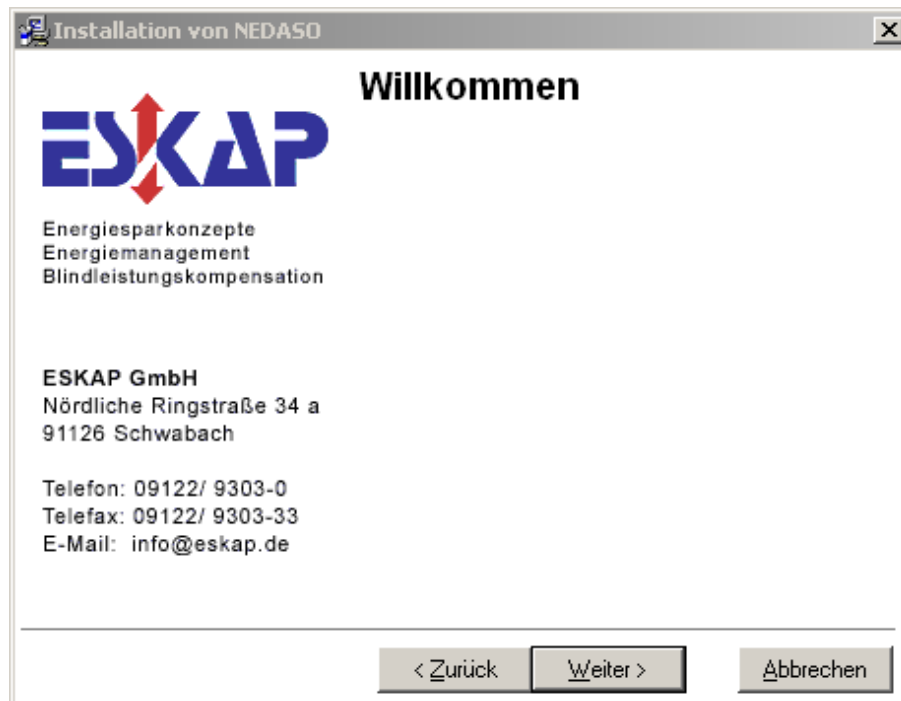 Installation von NEDASO
Willkommen
ESKAP
Energiesparkonzepte
Energiemanagement
Blindleistungskompensation
ESKAP GmbH
Nördliche Ringstraße 34 a
91126 Schwabach
Telefon: 09122/ 9303-0
Telefax: 09122/ 9303-33
E-Mail: info@eskap.de
< Zurück
Weiter >
Abbrechen